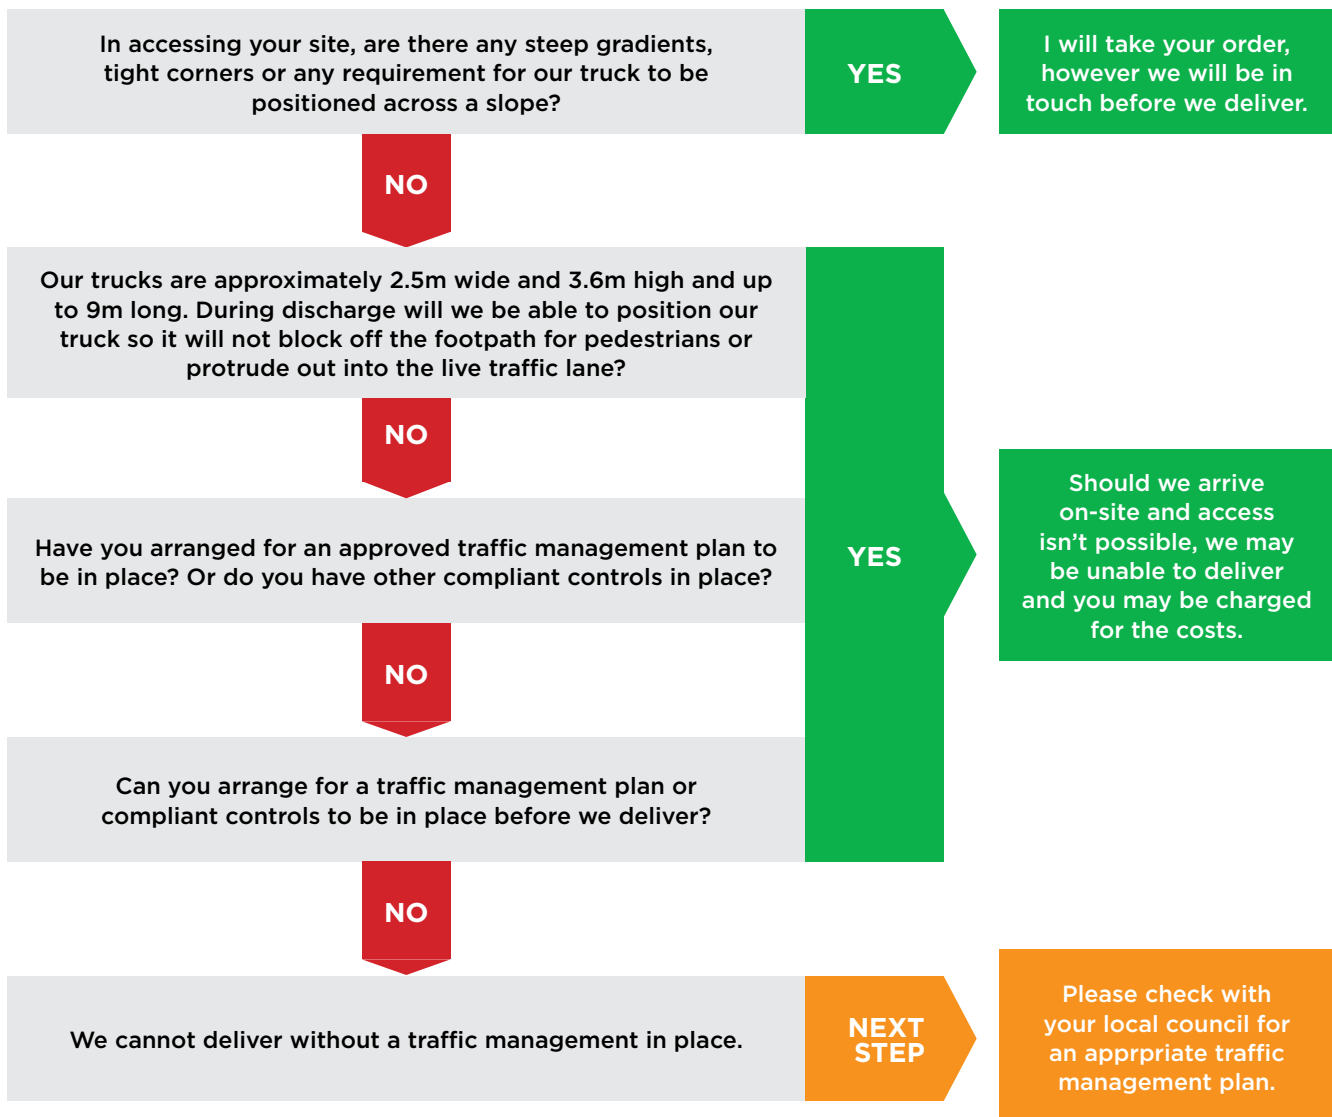 In accessing your site, are there any steep gradients,
tight corners or any requirement for our truck to be
positioned across a slope?
YES
I will take your order,
however we will be in
touch before we deliver.
NO
Our trucks are approximately 2.5m wide and 3.6m high and up
to 9m long. During discharge will we be able to position our
truck so it will not block off the footpath for pedestrians or
protrude out into the live traffic lane?
NO
Have you arranged for an approved traffic management plan to
be in place? Or do you have other compliant controls in place?
YES
Should we arrive
on-site and access
isn’t possible, we may
be unable to deliver
and you may be charged
for the costs.
NO
Can you arrange for a traffic management plan or
compliant controls to be in place before we deliver?
NO
We cannot deliver without a traffic management in place.
NEXT
STEP
Please check with
your local council for
an apprpriate traffic
management plan.